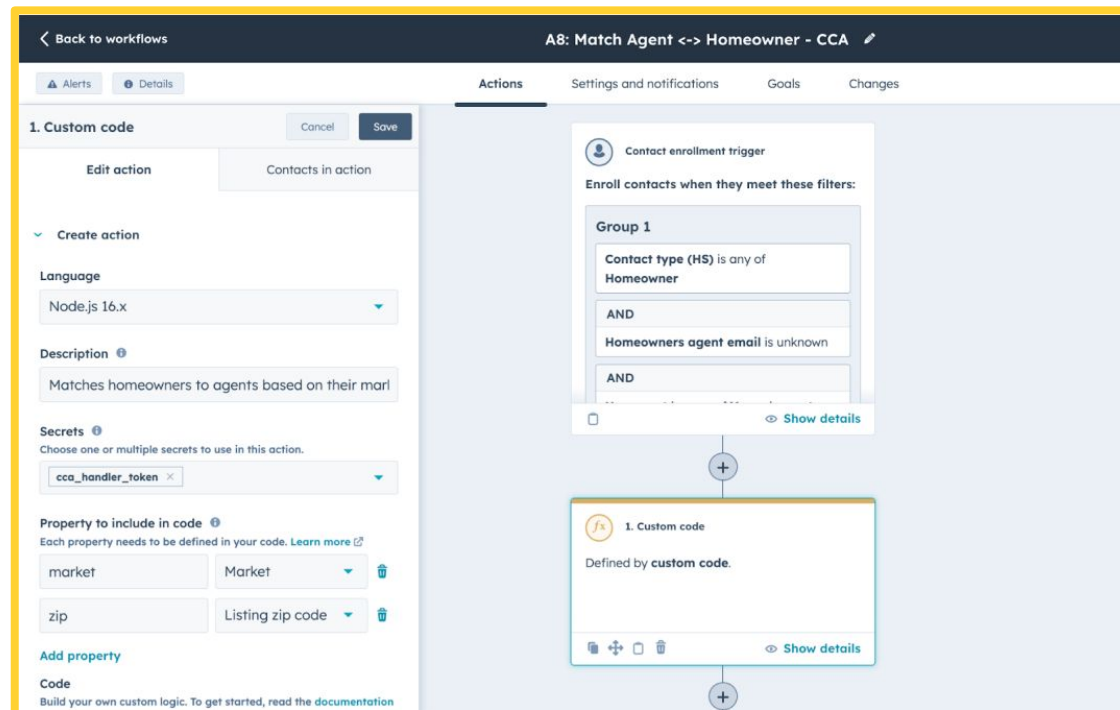 Back to workflows
A8: Match Agent <-> Homeowner - CCA
Alerts
Details
Actions
Settings and notifications
Goals
Changes
1. Custom code
Cancel
Save
Edit action
Contacts in action
Create action
Language
Node.js 16.x
Description
Matches homeowners to agents based on their marl
Secrets
Choose one or multiple secrets to use in this action.
cca_handler_token ×
Property to include in code
Each property needs to be defined in your code. Learn more
market
Market
zip
Listing zip code
Add property
Code
Build your own custom logic. To get started, read the documentation
Contact enrollment trigger
Enroll contacts when they meet these filters:
Group 1
Contact type (HS) is any of
Homeowner
AND
Homeowners agent email is unknown
AND
Show details
+
fx
1. Custom code
Defined by custom code.
Show details
+